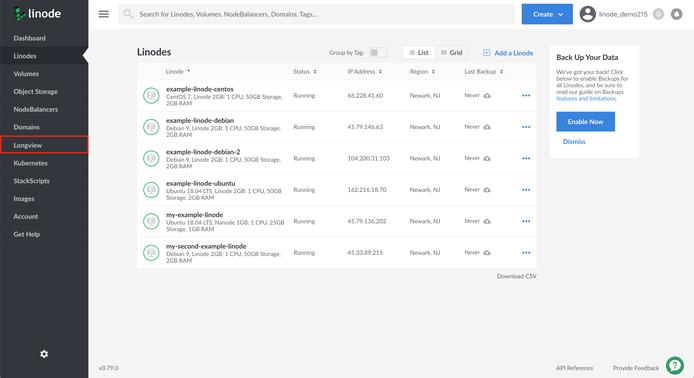 linode
Search for Linodes, Volumes, NodeBalancers, Domains, Tags...
Create
linode_demo215
0
Dashboard
Linodes
Volumes
Object Storage
NodeBalancers
Domains
Longview
Kubernetes
StackScripts
Images
Account
Get Help
Linodes
Group by Tag:
List
Grid
Add a Linode
Linode
Status
IP Address
Region
Last Backup
example-linode-centos
CentOS 7, Linode 2GB: 1 CPU, 50GB Storage,
2GB RAM
Running
66.228.41.60
Newark, NJ
Never
example-linode-debian
Debian 9, Linode 2GB: 1 CPU, 50GB Storage,
2GB RAM
Running
45.79.146.63
Newark, NJ
Never
example-linode-debian-2
Debian 9, Linode 2GB: 1 CPU, 50GB Storage,
2GB RAM
Running
104.200.31.103
Newark, NJ
Never
example-linode-ubuntu
Ubuntu 18.04 LTS, Linode 2GB: 1 CPU, 50GB
Storage, 2GB RAM
Running
162.216.18.70
Newark, NJ
Never
my-example-linode
Ubuntu 18.04 LTS, Nanode 1GB: 1 CPU, 25GB
Storage, 1GB RAM
Running
45.79.136.202
Newark, NJ
Never
my-second-example-linode
Debian 9, Linode 2GB: 1 CPU, 50GB Storage,
2GB RAM
Running
45.33.89.215
Newark, NJ
Never
Download CSV
Back Up Your Data
We've got your back! Click
below to enable Backups for
all Linodes, and be sure to
read our guide on Backups
features and limitations.
Enable Now
Dismiss
v0.79.0
API Reference
Provide Feedback